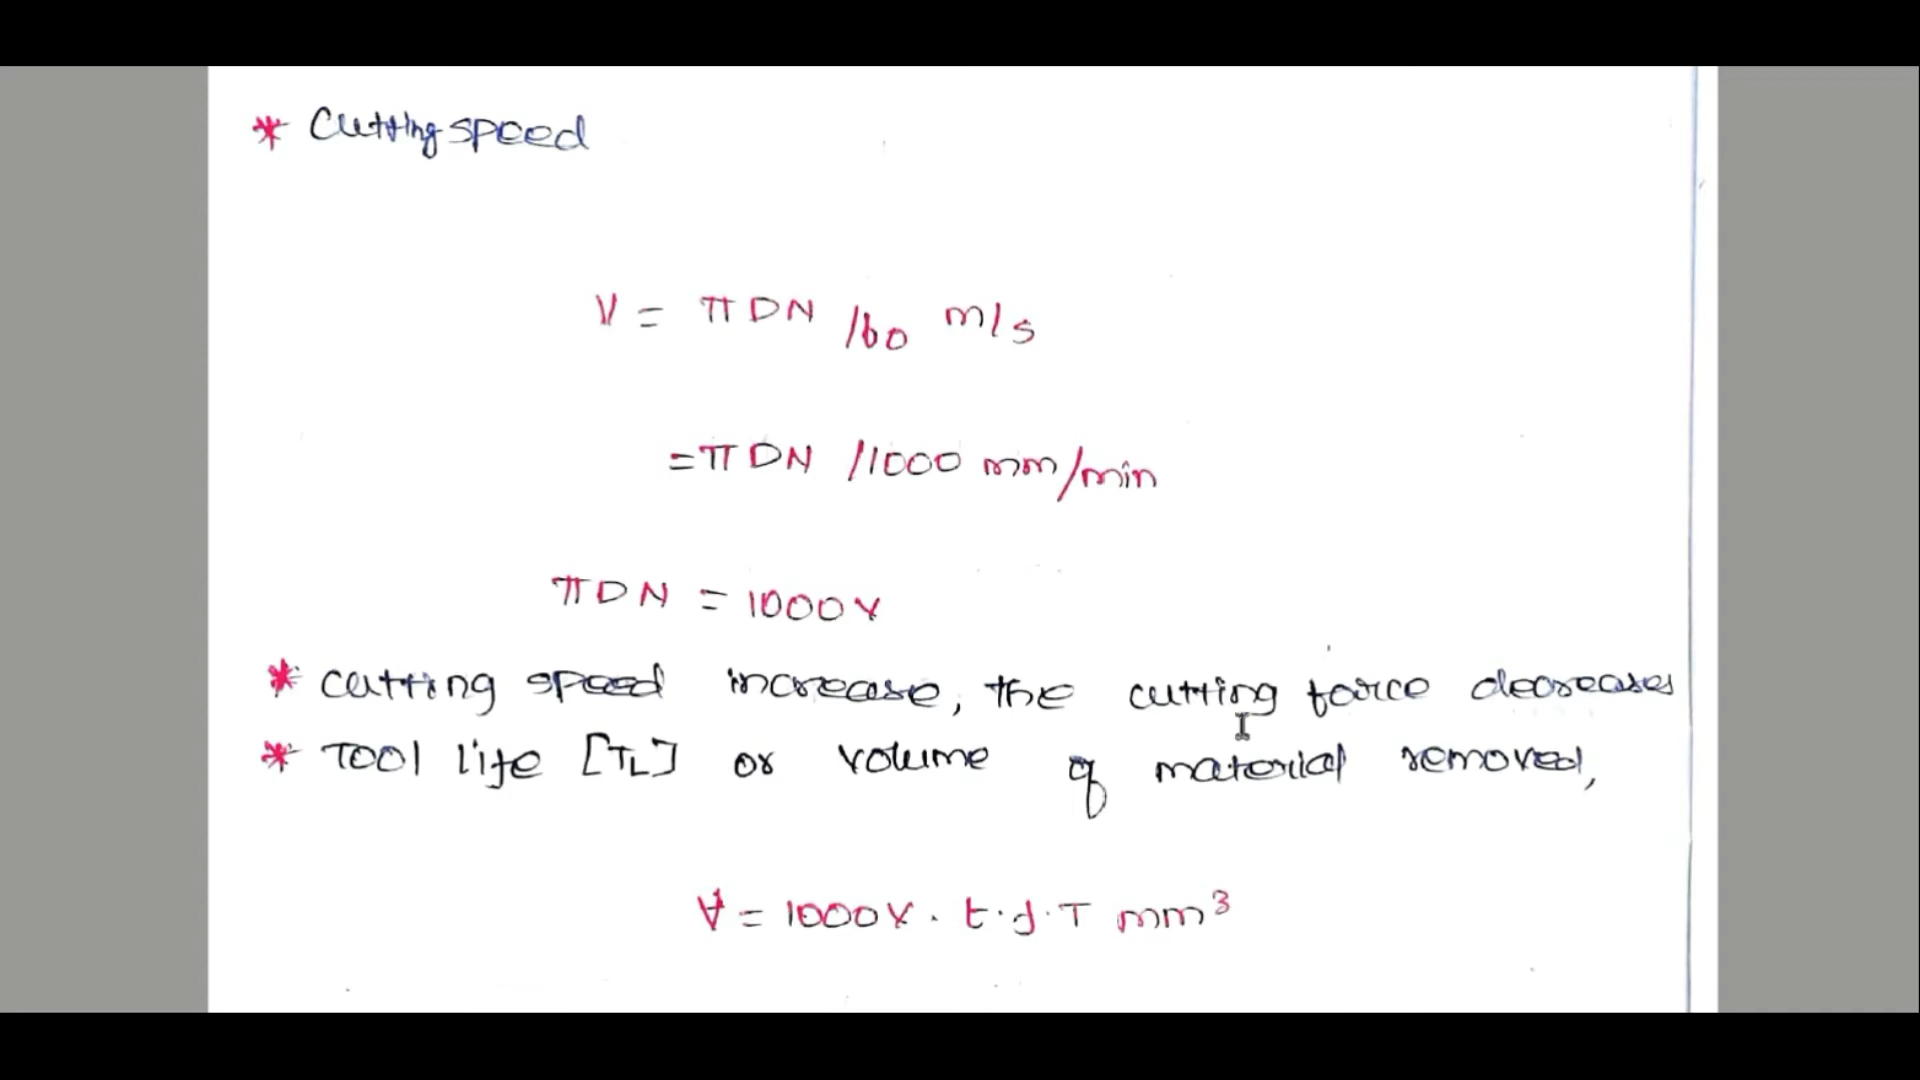 * Cutting speed
V = πDN /60 m/s
= πDN /1000 mm/min
πDN = 1000V
* cutting speed increase, the cutting force decreases
* Tool life [TL] or volume of material removed,
V = 1000V . t.f.T mm³